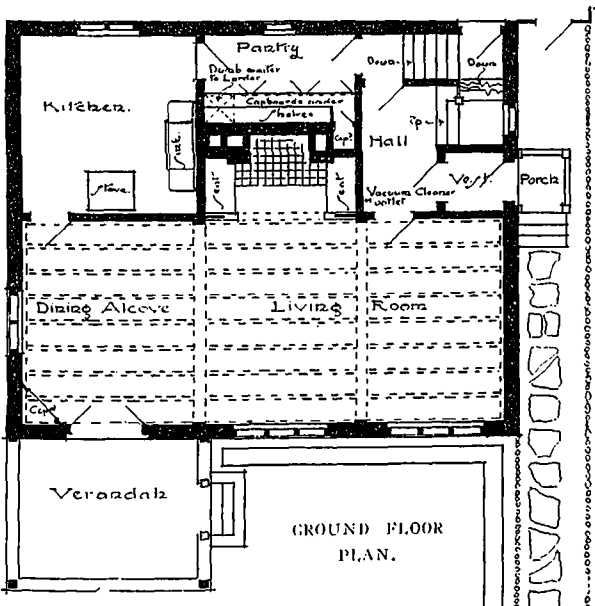 Pantry
Down
Down
Dumb waiter
to Larder
Cupboards under
Shelves
Kitchen.
Sink.
Cupd
Up
Hall
Stove.
Seat
Seat
Vacuum Cleaner
outlet
Vest.
Porch
Dining Alcove
Living Room
Cupd
Verandah
GROUND FLOOR
PLAN.